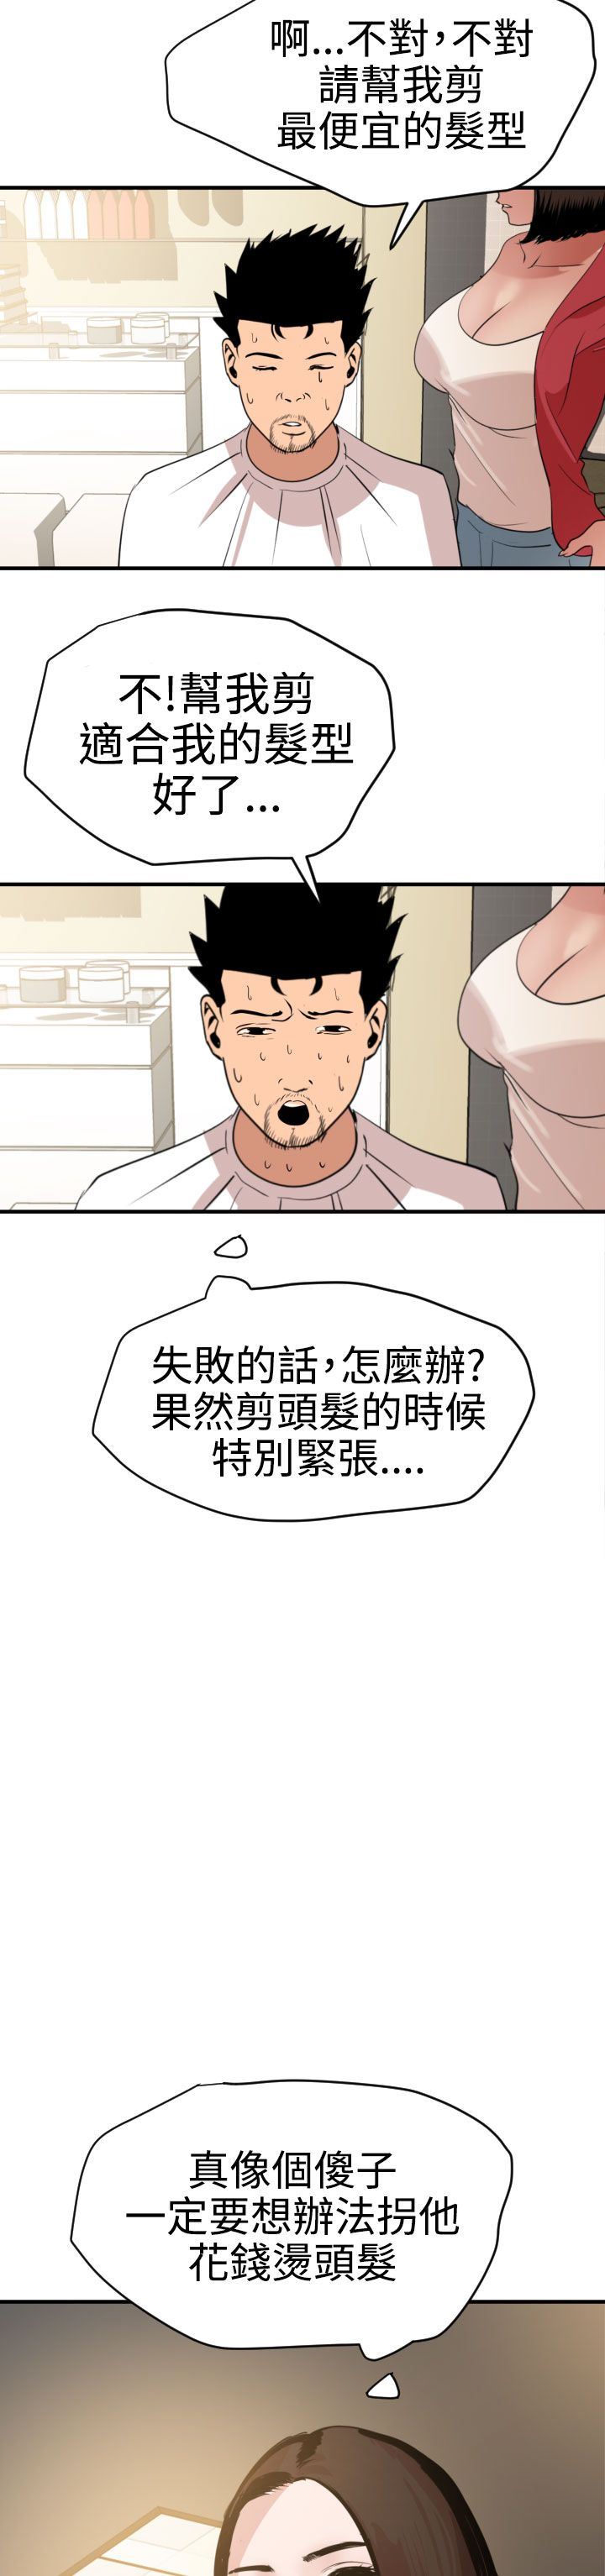 啊...不對,不對
請幫我剪
最便宜的髮型
不!幫我剪
適合我的髮型
好了...
失敗的話,怎麼辦?
果然剪頭髮的時候
特別緊張....
真像個傻子
一定要想辦法拐他
花錢燙頭髮